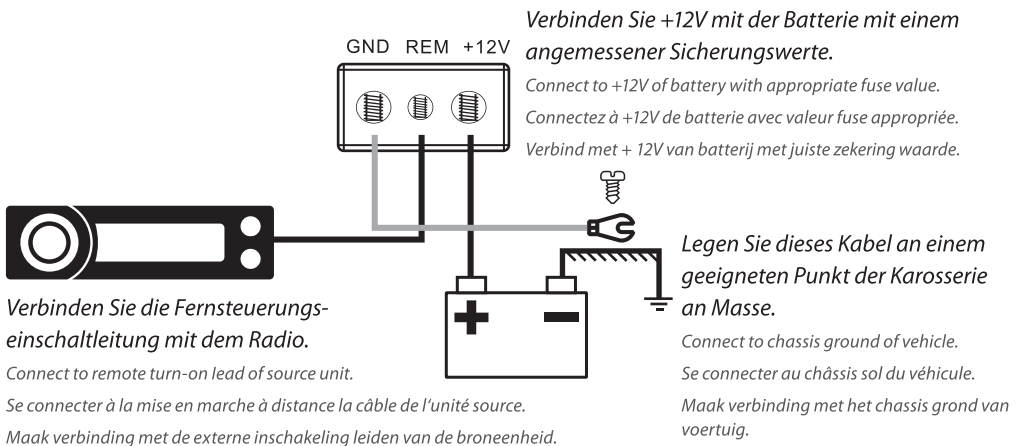 Verbinden Sie +12V mit der Batterie mit einem
angemessener Sicherungswerte.
Connect to +12V of battery with appropriate fuse value.
Connectez à +12V de batterie avec valeur fuse appropriée.
Verbind met + 12V van batterij met juiste zekering waarde.
GND REM +12V
Legen Sie dieses Kabel an einem
geeigneten Punkt der Karosserie
an Masse.
Connect to chassis ground of vehicle.
Se connecter au châssis sol du véhicule.
Maak verbinding met het chassis grond van
voertuig.
Verbinden Sie die Fernsteuerungs-
einschaltleitung mit dem Radio.
Connect to remote turn-on lead of source unit.
Se connecter à la mise en marche à distance la câble de l‘unité source.
Maak verbinding met de externe inschakeling leiden van de broneenheid.